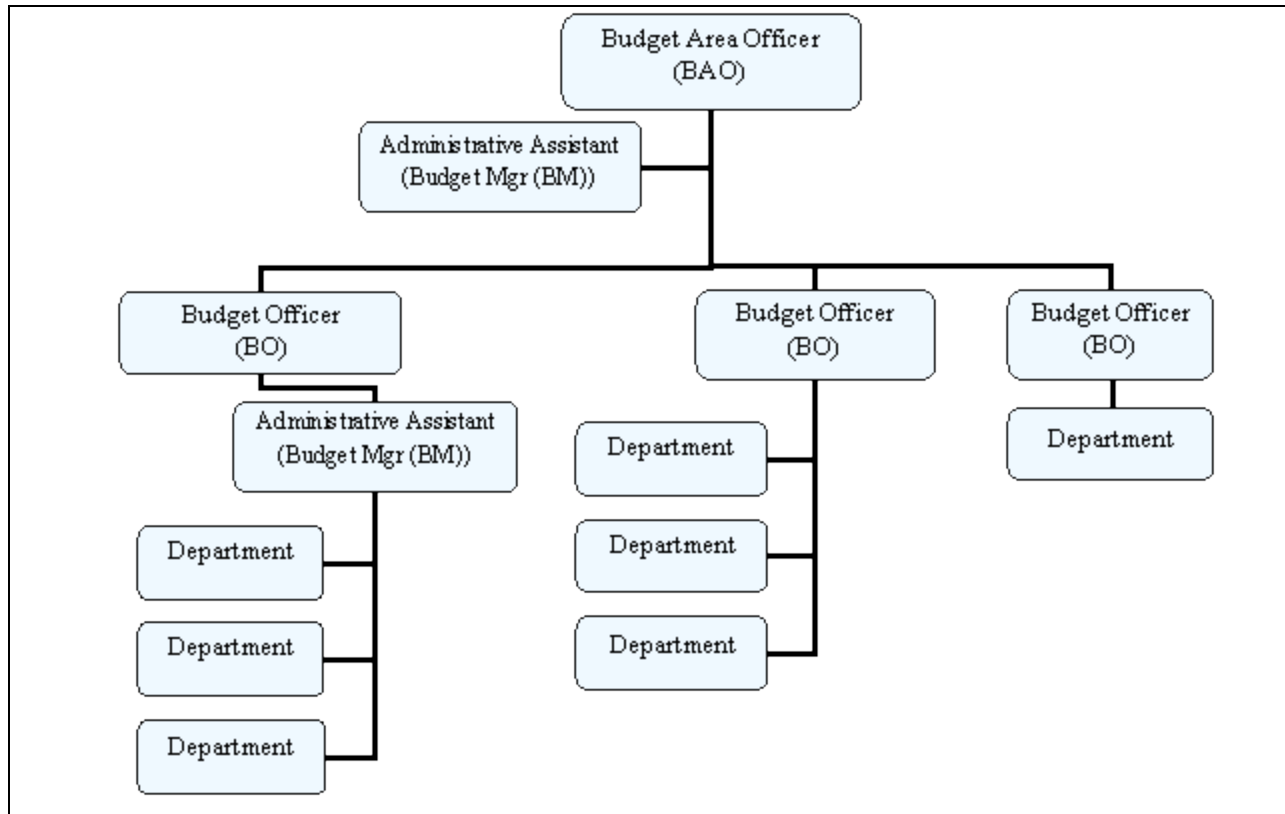 Budget Area Officer
(BAO)
Administrative Assistant
(Budget Mgr (BM))
Budget Officer
(BO)
Budget Officer
(BO)
Budget Officer
(BO)
Administrative Assistant
(Budget Mgr (BM))
Department
Department
Department
Department
Department
Department
Department